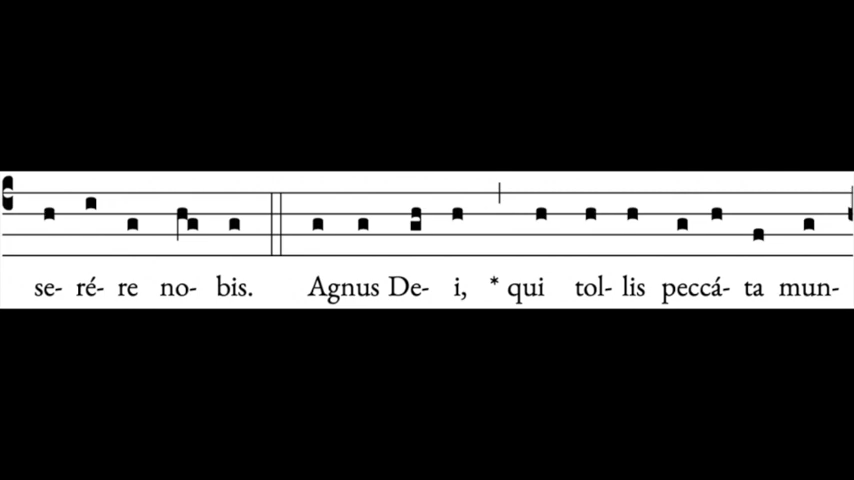 se- ré- re no- bis. Agnus De- i, * qui tol- lis peccá- ta mun-